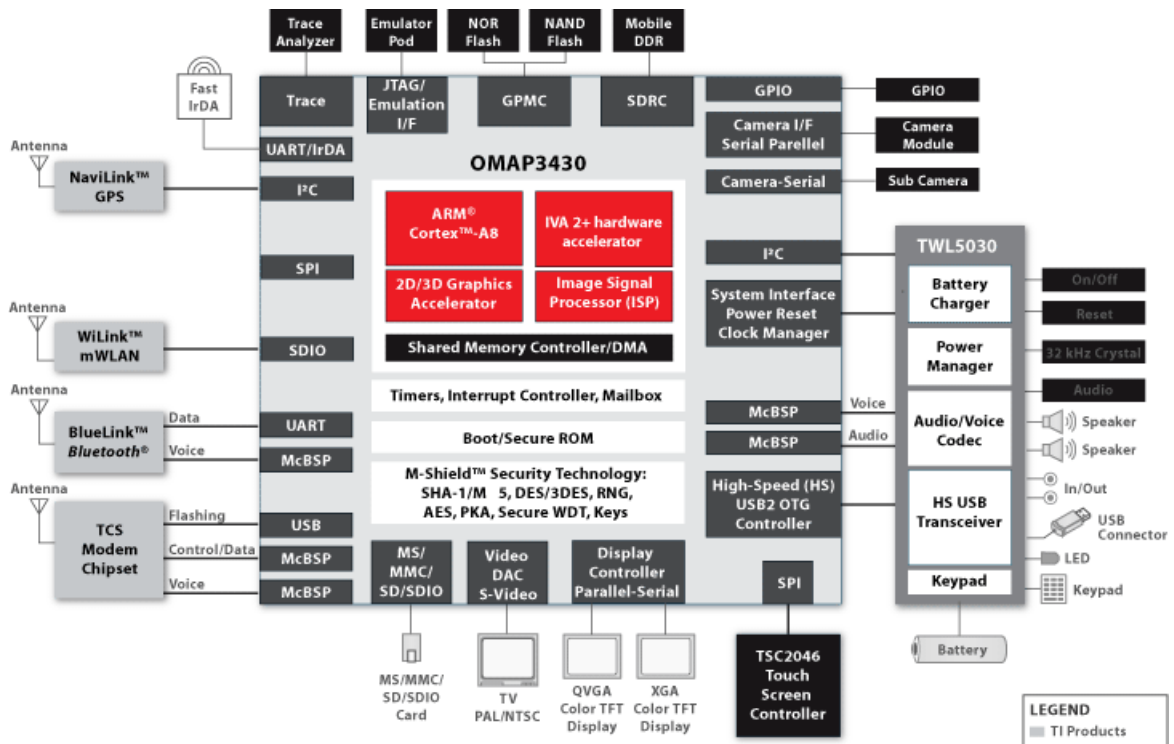 Trace
Analyzer
Emulator
Pod
NOR
Flash
NAND
Flash
Mobile
DDR
Fast
IrDA
Trace
JTAG/
Emulation
I/F
GPMC
SDRC
GPIO
GPIO
Camera I/F
Serial Parellel
Camera
Module
UART/IrDA
OMAP3430
Antenna
NaviLink™
GPS
I²C
Camera-Serial
Sub Camera
ARM®
Cortex™-A8
IVA 2+ hardware
accelerator
2D/3D Graphics
Accelerator
Image Signal
Processor (ISP)
Shared Memory Controller/DMA
SPI
I²C
System Interface
Power Reset
Clock Manager
TWL5030
Battery
Charger
On/Off
Reset
Power
Manager
32 kHz Crystal
Audio
Antenna
WiLink™
mWLAN
SDIO
Timers, Interrupt Controller, Mailbox
Antenna
BlueLink™
Bluetooth®
Data
Voice
UART
McBSP
Boot/Secure ROM
McBSP
McBSP
Voice
Audio
Audio/Voice
Codec
Speaker
Speaker
M-Shield™ Security Technology:
SHA-1/M 5, DES/3DES, RNG,
AES, PKA, Secure WDT, Keys
High-Speed (HS)
USB2 OTG
Controller
HS USB
Transceiver
In/Out
USB
Connector
LED
Keypad
Keypad
Antenna
TCS
Modem
Chipset
Flashing
Control/Data
Voice
USB
McBSP
McBSP
MS/
MMC/
SD/SDIO
Video
DAC
S-Video
Display
Controller
Parallel-Serial
SPI
Battery
MS/MMC/
SD/SDIO
Card
TV
PAL/NTSC
QVGA
Color TFT
Display
XGA
Color TFT
Display
TSC2046
Touch
Screen
Controller
LEGEND
TI Products